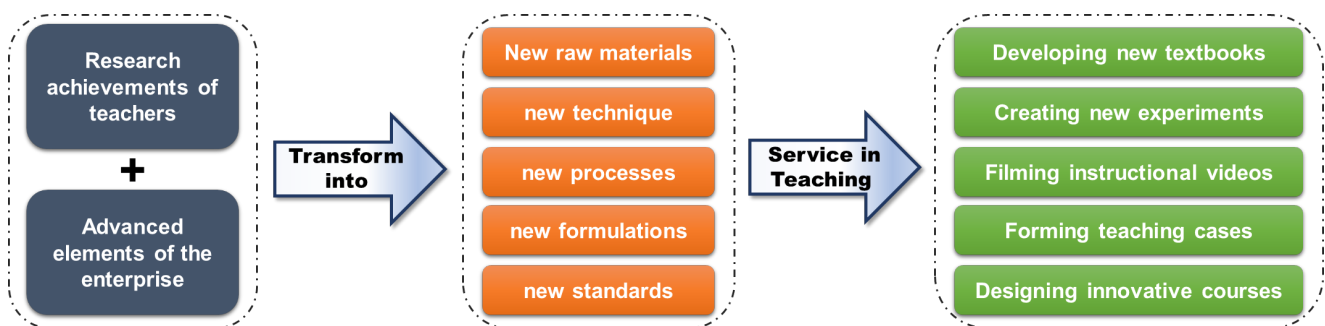 Research
achievements of
teachers
+
Advanced
elements of the
enterprise
Transform
into
New raw materials
new technique
new processes
new formulations
new standards
Service in
Teaching
Developing new textbooks
Creating new experiments
Filming instructional videos
Forming teaching cases
Designing innovative courses